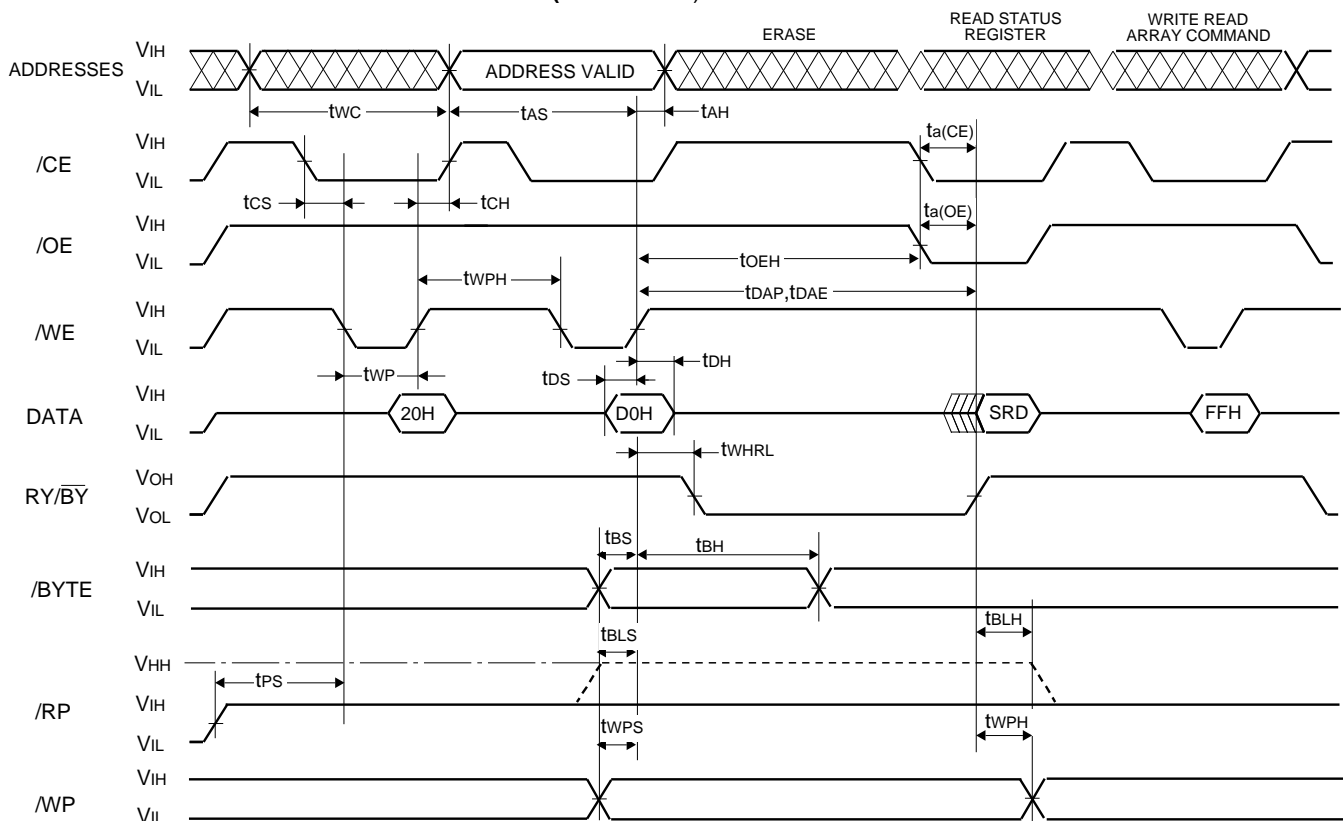 ERASE
READ STATUS
REGISTER
WRITE READ
ARRAY COMMAND
ADDRESSES
VIH
VIL
ADDRESS VALID
tWC
tAS
tAH
/CE
VIH
VIL
ta(CE)
tCS
tCH
/OE
VIH
VIL
ta(OE)
tOEH
tWPH
tDAP,tDAE
/WE
VIH
VIL
tWP
tDS
tDH
DATA
VIH
VIL
20H
D0H
SRD
FFH
tWHRL
RY/B̅Y̅
VOH
VOL
tBS
tBH
/BYTE
VIH
VIL
tBLS
tBLH
VHH
tPS
/RP
VIH
VIL
tWPS
tWPH
/WP
VIH
VIL